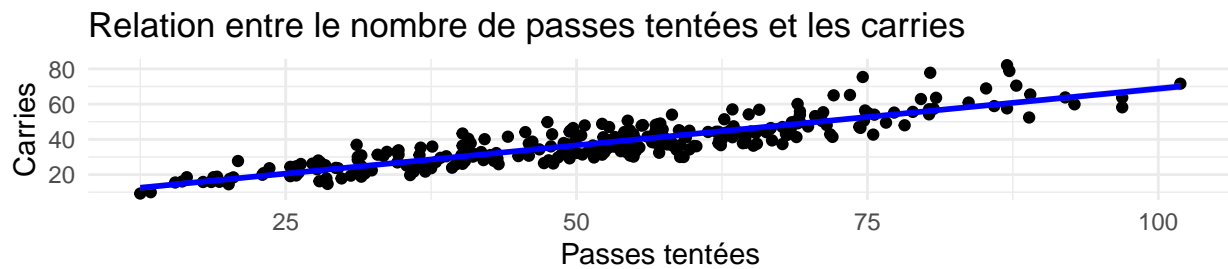 Relation entre le nombre de passes tentées et les carries
Carries
80
60
40
20
25 50 75 100
Passes tentées